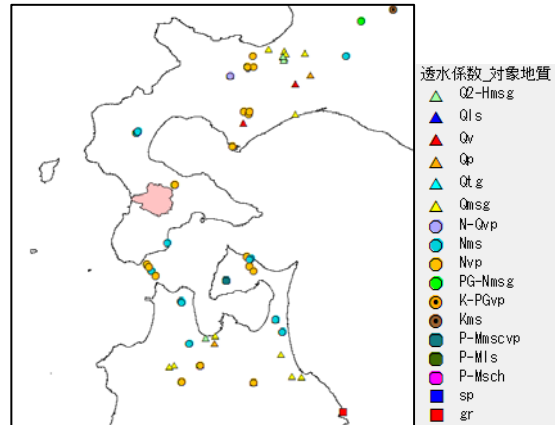 透水係数_対象地質
Q2-Hmsg
Qls
Qv
Qp
Qtg
Qmsg
N-Qvp
Nms
Nvp
PG-Nmsg
K-PGvp
Kms
P-Mmscvp
P-Mls
P-Msch
sp
gr